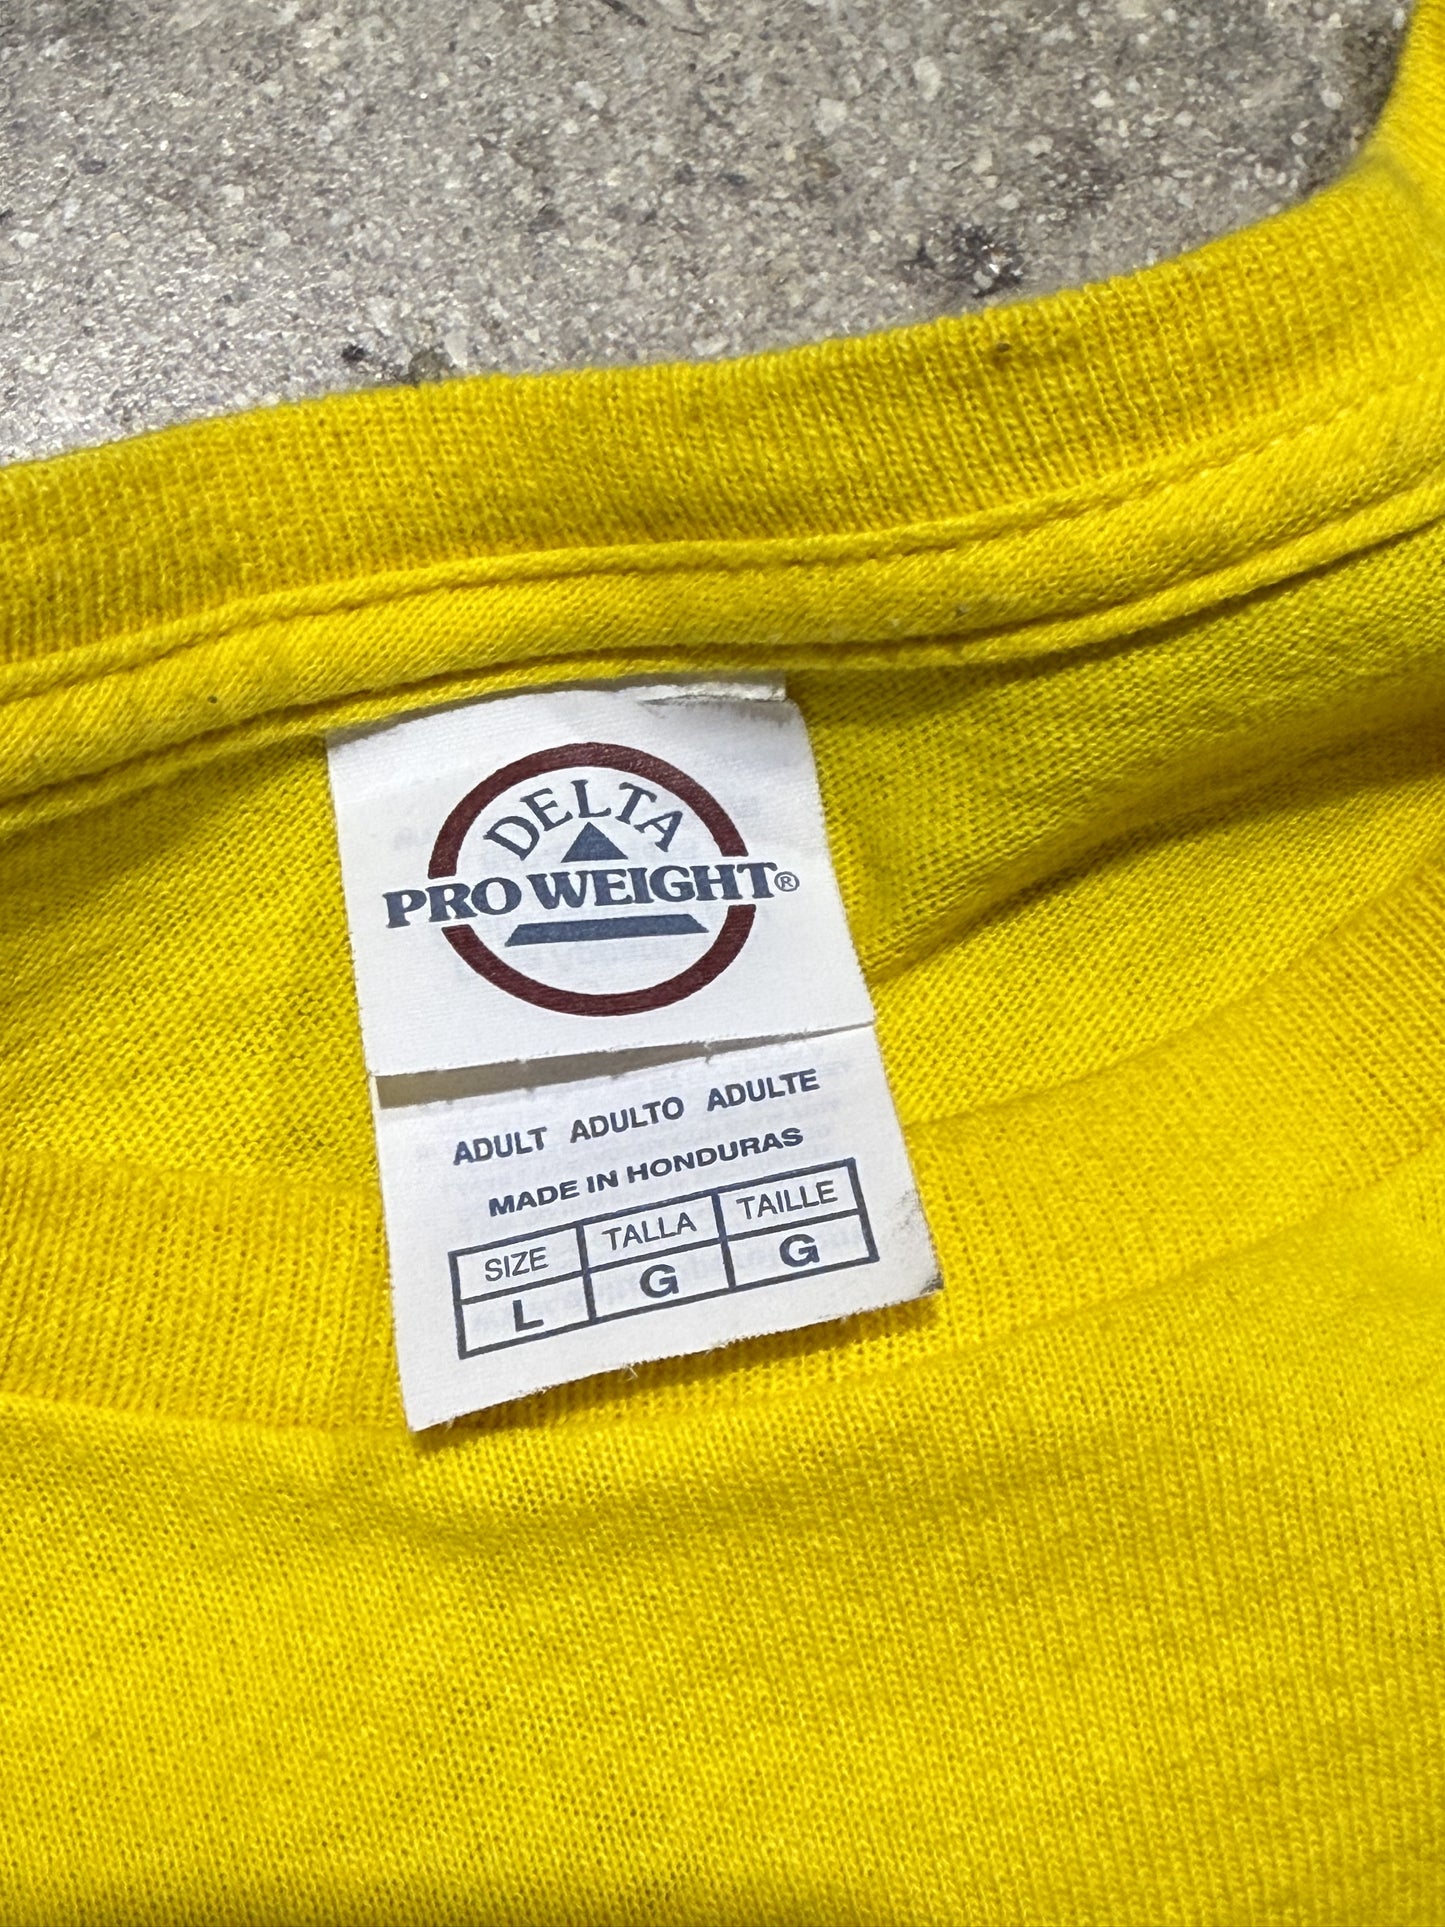 DELTA
PRO WEIGHT®
ADULT ADULTO ADULTE
MADE IN HONDURAS
SIZE TALLA TAILLE
L G G